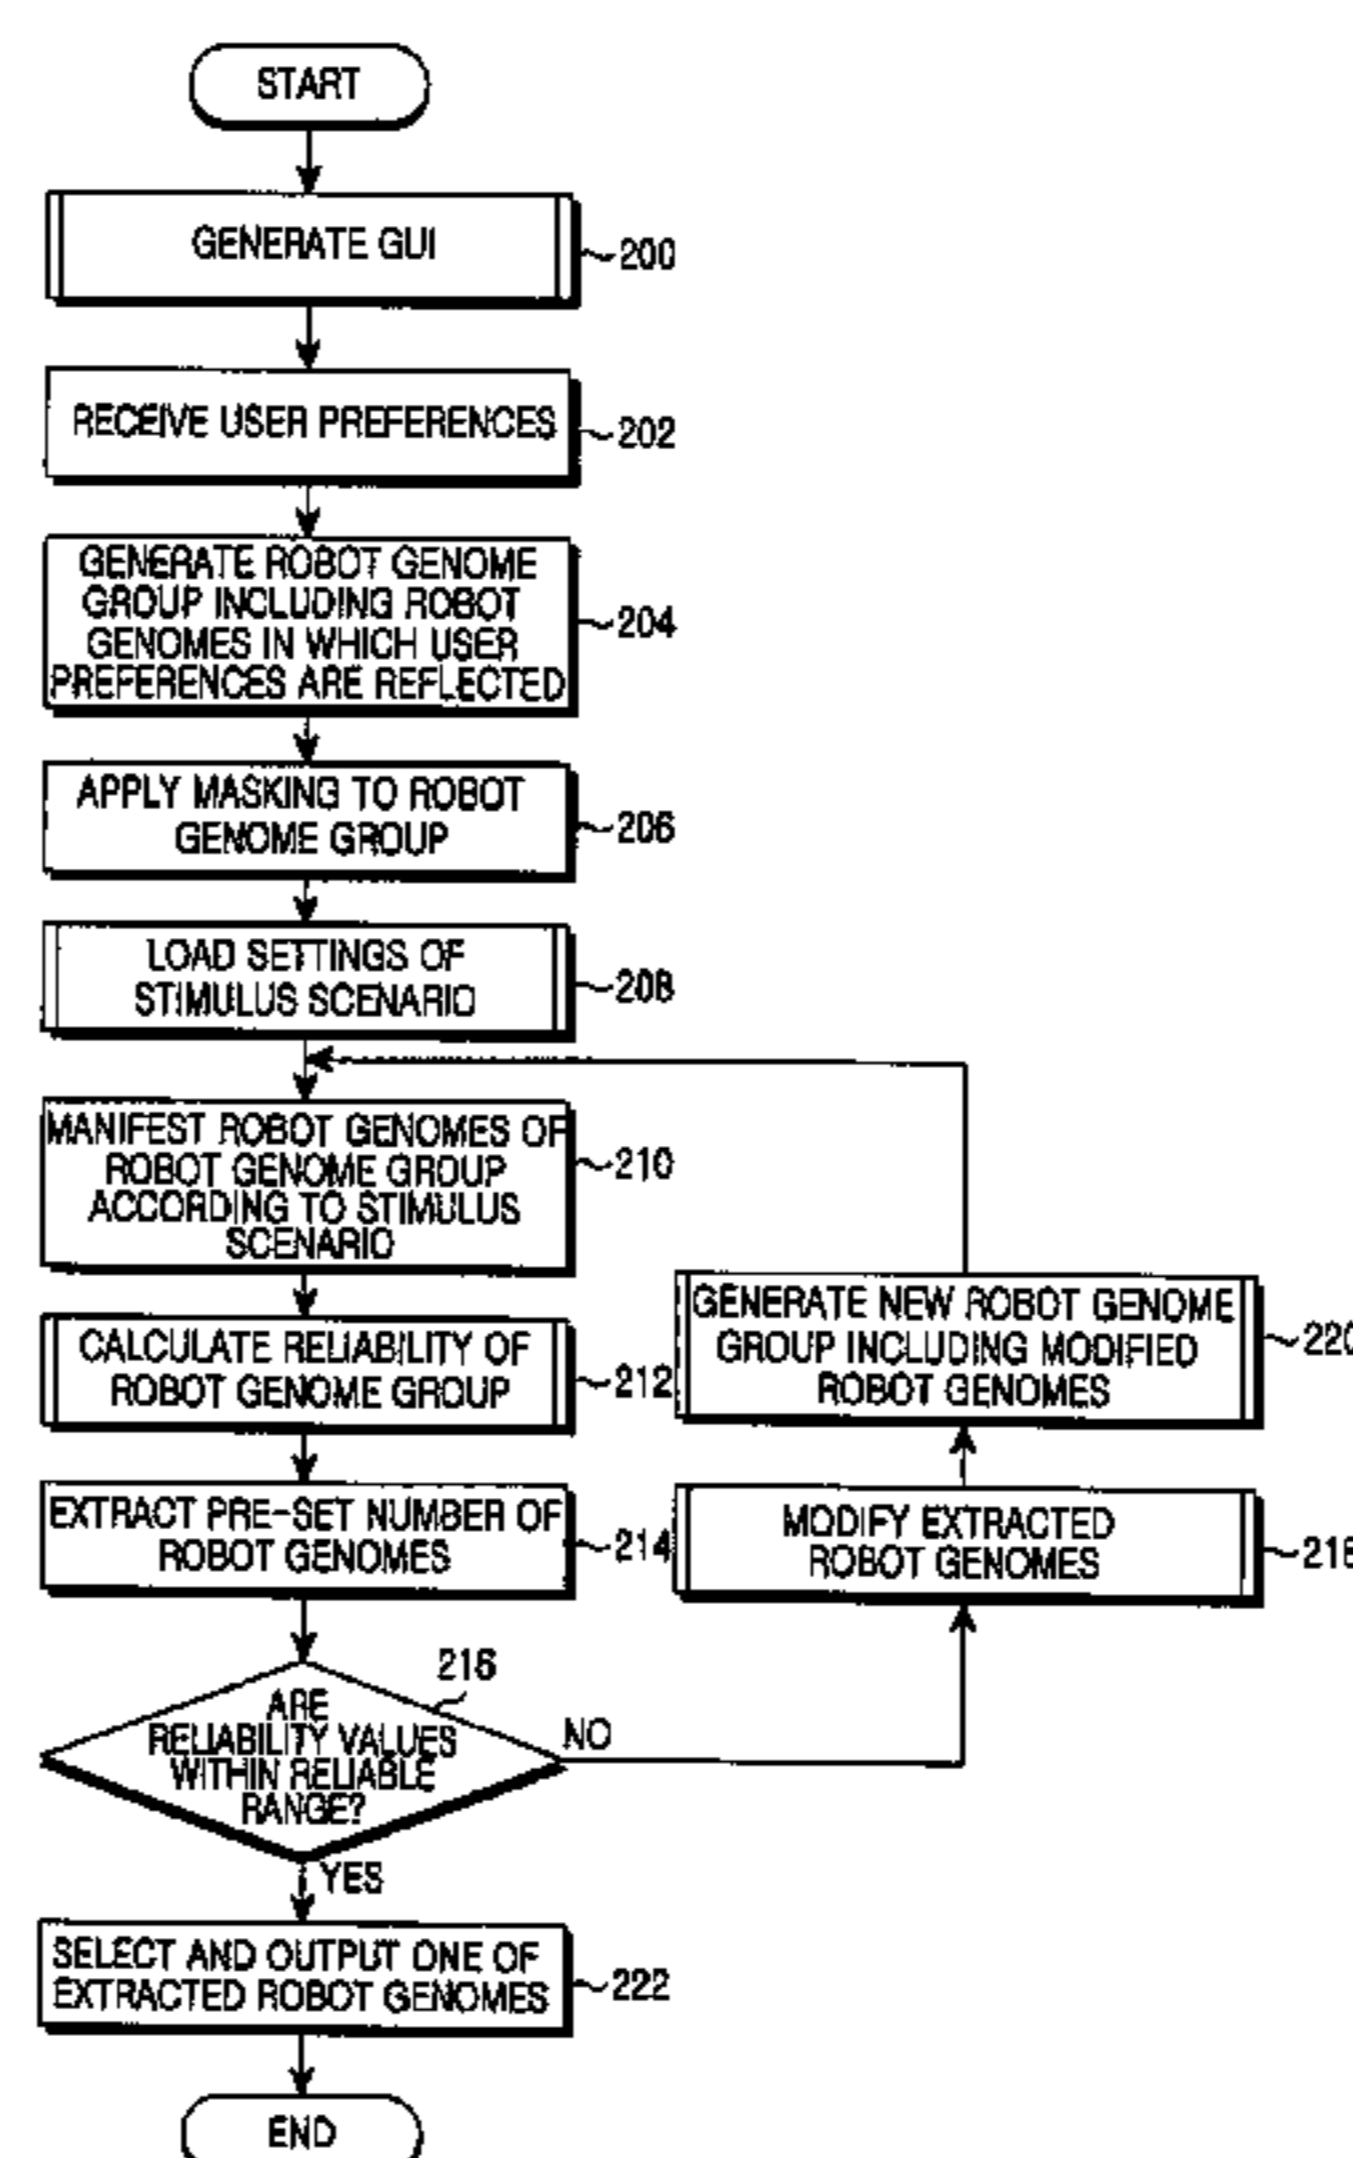 START
GENERATE GUI
200
RECEIVE USER PREFERENCES
202
GENERATE ROBOT GENOME
GROUP INCLUDING ROBOT
GENOMES IN WHICH USER
PREFERENCES ARE REFLECTED
204
APPLY MASKING TO ROBOT
GENOME GROUP
206
LOAD SETTINGS OF
STIMULUS SCENARIO
208
MANIFEST ROBOT GENOMES OF
ROBOT GENOME GROUP
ACCORDING TO STIMULUS
SCENARIO
210
CALCULATE RELIABILITY OF
ROBOT GENOME GROUP
212
EXTRACT PRE-SET NUMBER OF
ROBOT GENOMES
214
216
ARE
RELIABILITY VALUES
WITHIN RELIABLE
RANGE?
NO
YES
GENERATE NEW ROBOT GENOME
GROUP INCLUDING MODIFIED
ROBOT GENOMES
220
MODIFY EXTRACTED
ROBOT GENOMES
SELECT AND OUTPUT ONE OF
EXTRACTED ROBOT GENOMES
222
END